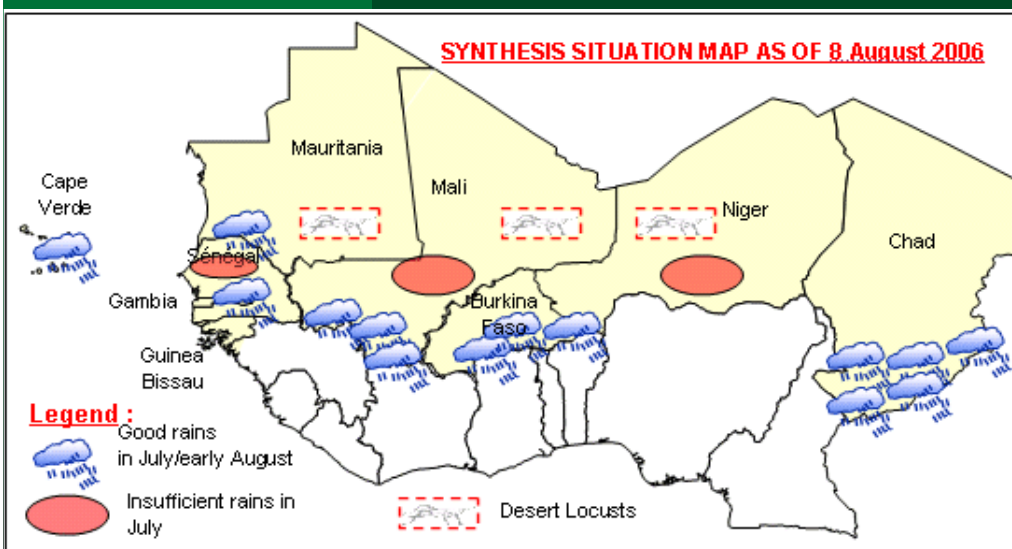 SYNTHESIS SITUATION MAP AS OF 8 August 2006
Mauritania
Mali
Cape
Verde
Niger
Chad
Sénégal
Gambia
Burkina
Faso
Guinea
Bissau
Legend :
Good rains
in July/early August
Insufficient rains in
July
Desert Locusts